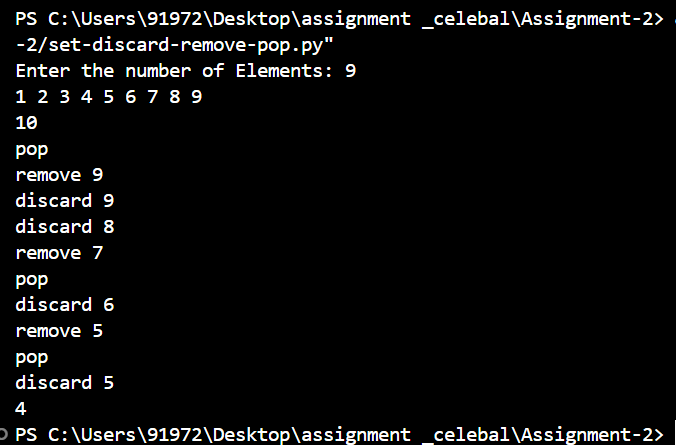 PS C:\Users\91972\Desktop\assignment _celebal\Assignment-2>
-2/set-discard-remove-pop.py"
Enter the number of Elements: 9
1 2 3 4 5 6 7 8 9
10
pop
remove 9
discard 9
discard 8
remove 7
pop
discard 6
remove 5
pop
discard 5
4
PS C:\Users\91972\Desktop\assignment _celebal\Assignment-2>